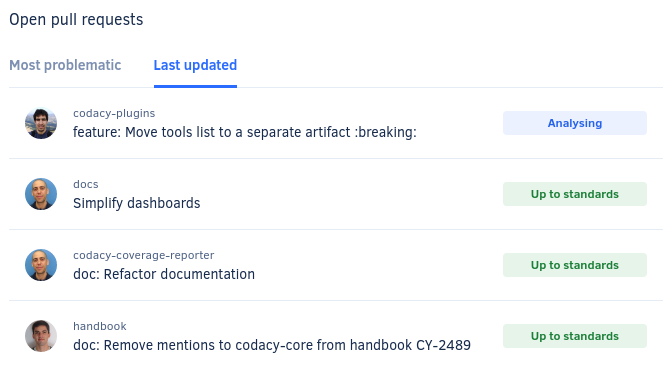 Open pull requests
Most problematic
Last updated
codacy-plugins
feature: Move tools list to a separate artifact :breaking:
Analysing
docs
Simplify dashboards
Up to standards
codacy-coverage-reporter
doc: Refactor documentation
Up to standards
handbook
doc: Remove mentions to codacy-core from handbook CY-2489
Up to standards